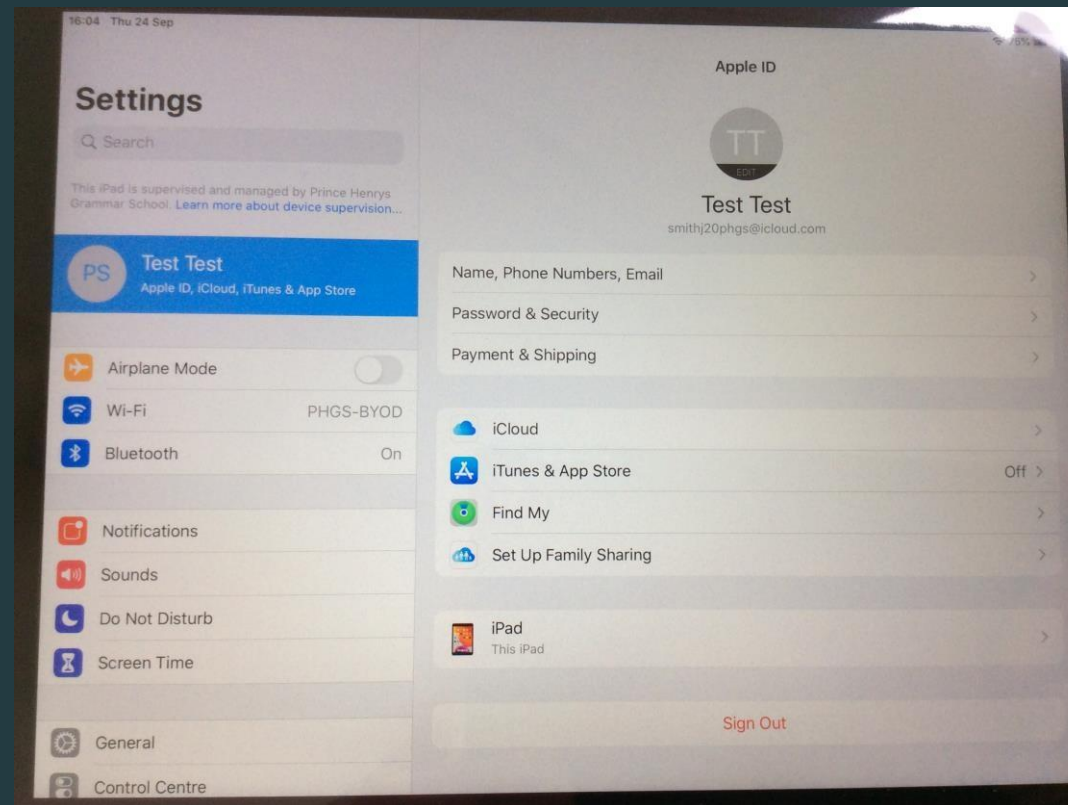 16:04 Thu 24 Sep
76%
Settings
Search
This iPad is supervised and managed by Prince Henrys
Grammar School. Learn more about device supervision...
PS
Test Test
Apple ID, iCloud, iTunes & App Store
Airplane Mode
Wi-Fi PHGS-BYOD
Bluetooth On
Notifications
Sounds
Do Not Disturb
Screen Time
General
Control Centre
Apple ID
TT
EDIT
Test Test
smithj20phgs@icloud.com
Name, Phone Numbers, Email
Password & Security
Payment & Shipping
iCloud
iTunes & App Store Off
Find My
Set Up Family Sharing
iPad
This iPad
Sign Out